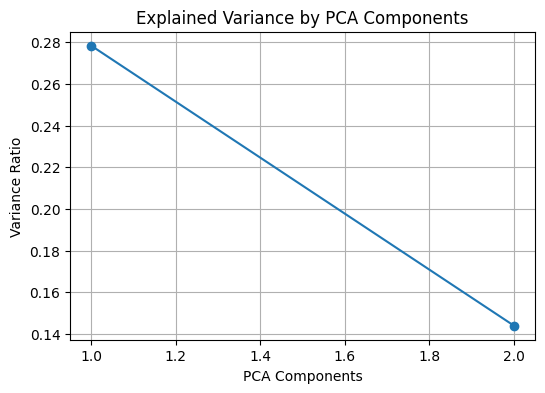 Explained Variance by PCA Components
0.28
0.26
0.24
0.22
0.20
0.18
0.16
0.14
Variance Ratio
1.0 1.2 1.4 1.6 1.8 2.0
PCA Components